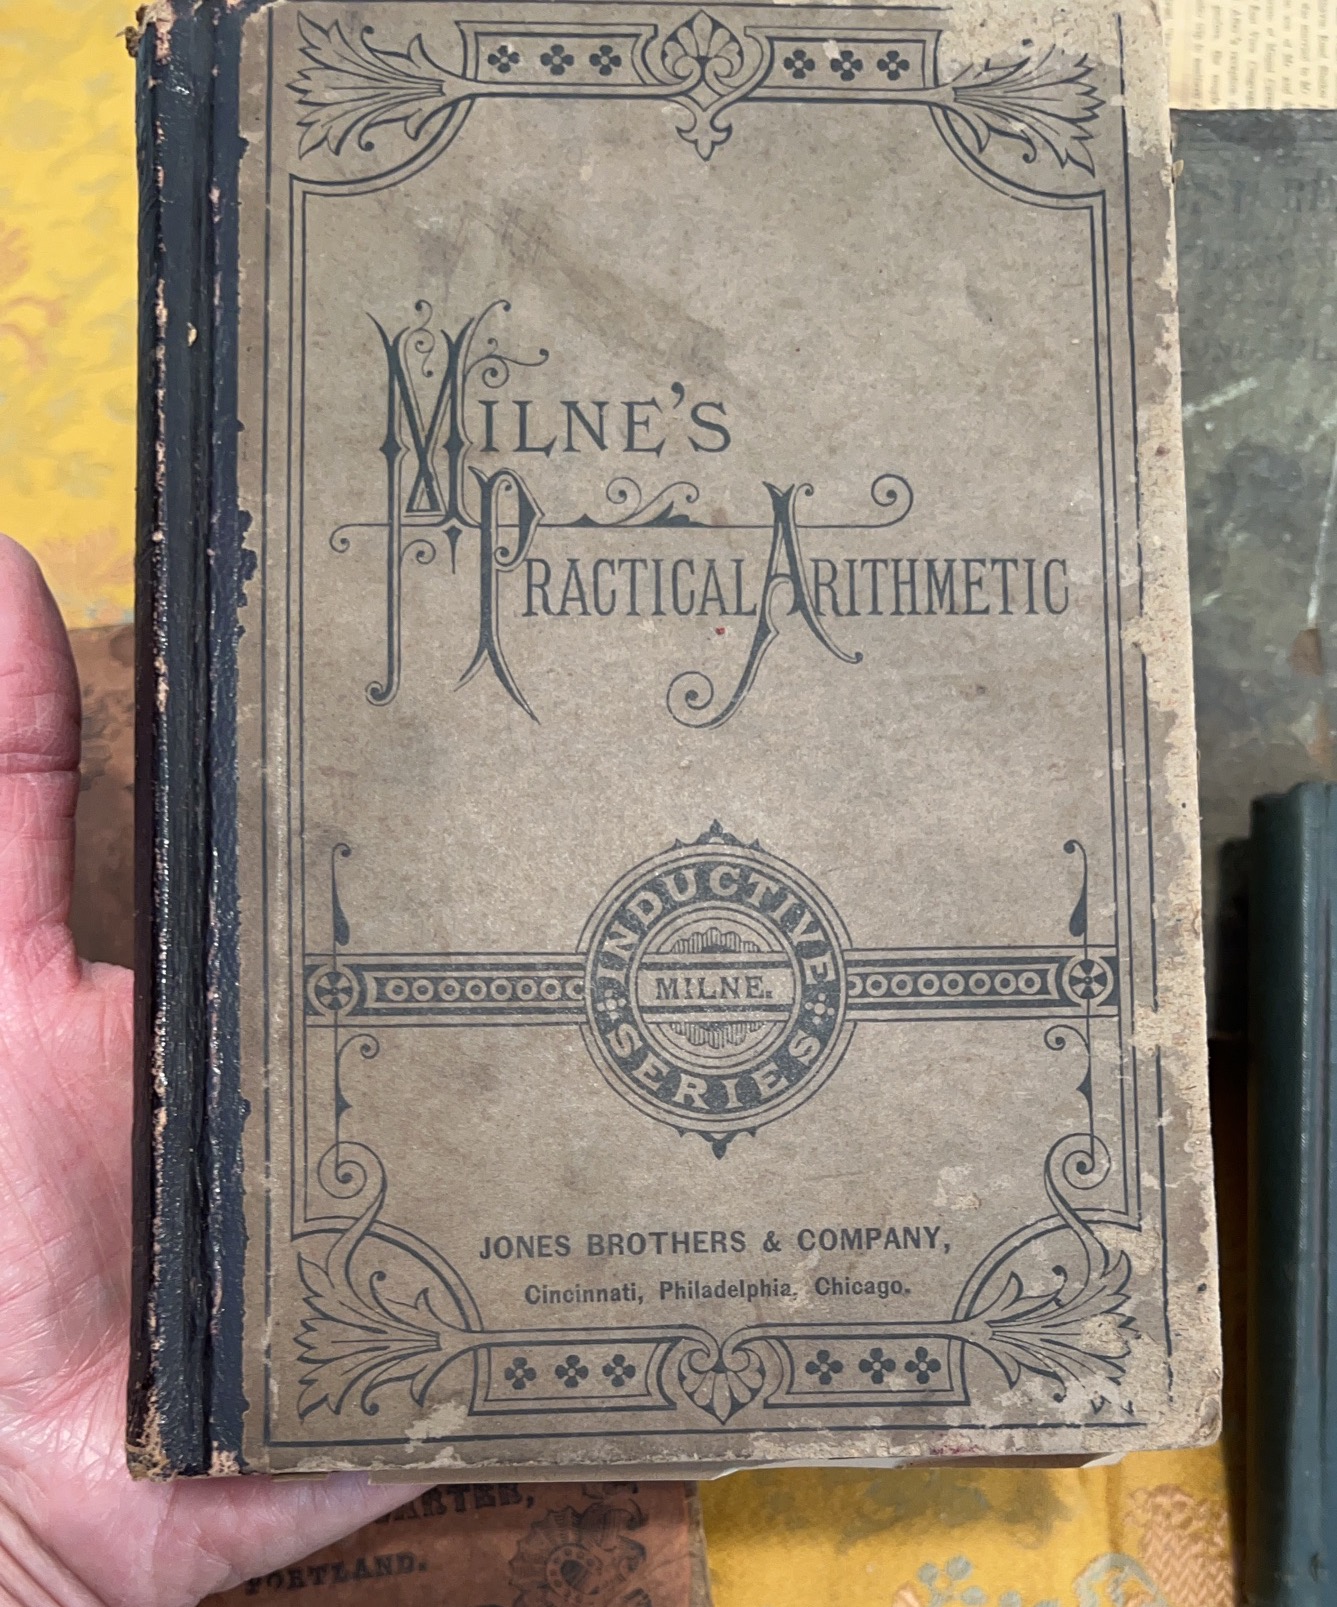 MILNE'S
PRACTICAL ARITHMETIC
INDUCTIVE
MILNE.
SERIES
JONES BROTHERS & COMPANY,
Cincinnati, Philadelphia, Chicago.
PORTLAND.